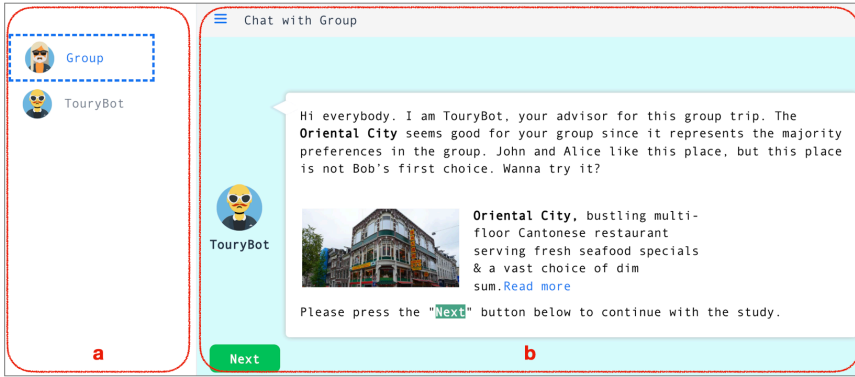 Group
TouryBot
a
Chat with Group
Hi everybody. I am TouryBot, your advisor for this group trip. The
Oriental City seems good for your group since it represents the majority
preferences in the group. John and Alice like this place, but this place
is not Bob's first choice. Wanna try it?
TouryBot
Oriental City, bustling multi-
floor Cantonese restaurant
serving fresh seafood specials
& a vast choice of dim
sum.Read more
Please press the "Next" button below to continue with the study.
Next
b